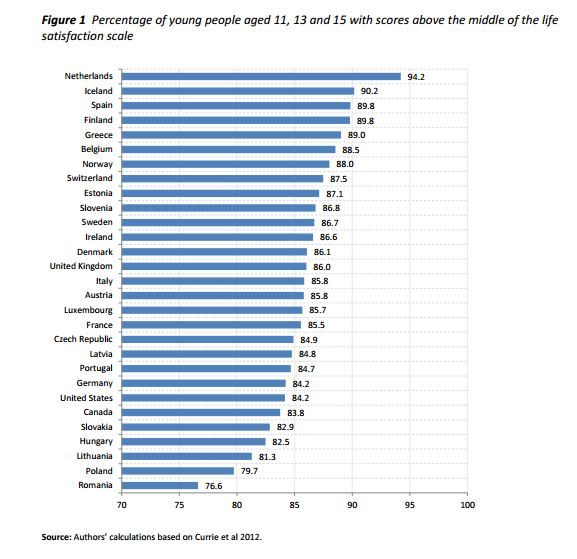 Figure 1 Percentage of young people aged 11, 13 and 15 with scores above the middle of the life
satisfaction scale
Netherlands 94.2
Iceland 90.2
Spain 89.8
Finland 89.8
Greece 89.0
Belgium 88.5
Norway 88.0
Switzerland 87.5
Estonia 87.1
Slovenia 86.8
Sweden 86.7
Ireland 86.6
Denmark 86.1
United Kingdom 86.0
Italy 85.8
Austria 85.8
Luxembourg 85.7
France 85.5
Czech Republic 84.9
Latvia 84.8
Portugal 84.7
Germany 84.2
United States 84.2
Canada 83.8
Slovakia 82.9
Hungary 82.5
Lithuania 81.3
Poland 79.7
Romania 76.6
70 75 80 85 90 95 100
Source: Authors' calculations based on Currie et al 2012.